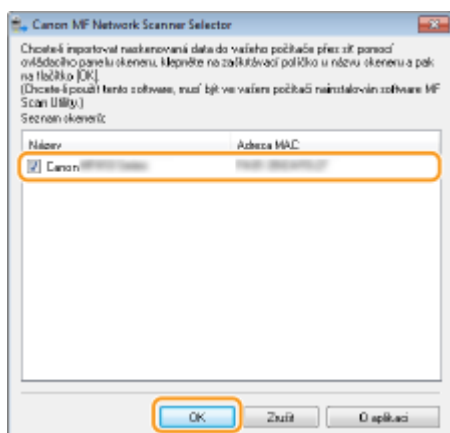 Canon MF Network Scanner Selector
Chcete-li importovat naskenovaná data do vašeho počítače přes síť pomocí
ovládacího panelu skeneru, klepněte na zaškrtávací políčko u názvu skeneru a pak
na tlačítko [OK].
(Chcete-li použít tento software, musí být ve vašem počítači nainstalován software MF
Scan Utility.)
Seznam skenerů:
Název Adresa MAC
Canon
OK Zrušit O aplikaci